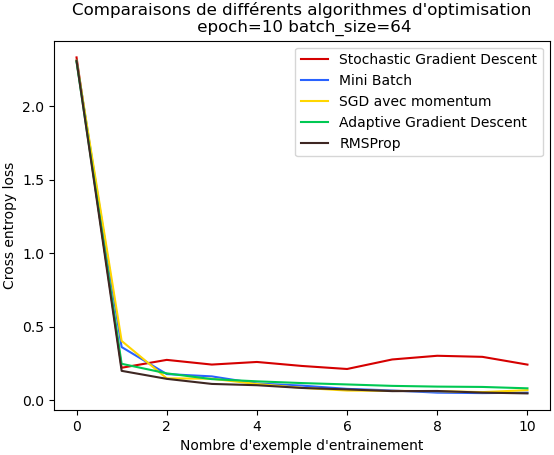 Comparaisons de différents algorithmes d'optimisation
epoch=10 batch_size=64
Stochastic Gradient Descent
Mini Batch
SGD avec momentum
Adaptive Gradient Descent
RMSProp
Cross entropy loss
2.0
1.5
1.0
0.5
0.0
0 2 4 6 8 10
Nombre d'exemple d'entrainement